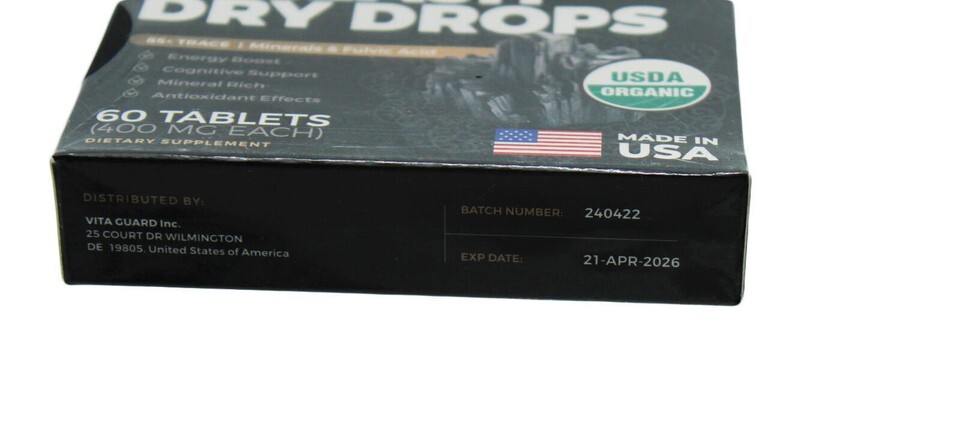 DRY DROPS
85+ TRACE | Minerals & Fulvic Acid
Energy Boost
Cognitive Support
Mineral Rich
Antioxidant Effects
60 TABLETS
(400 MG EACH)
DIETARY SUPPLEMENT
USDA
ORGANIC
MADE IN
USA
DISTRIBUTED BY:
VITA GUARD Inc.
25 COURT DR WILMINGTON
DE 19805, United States of America
BATCH NUMBER: 240422
EXP DATE: 21-APR-2026